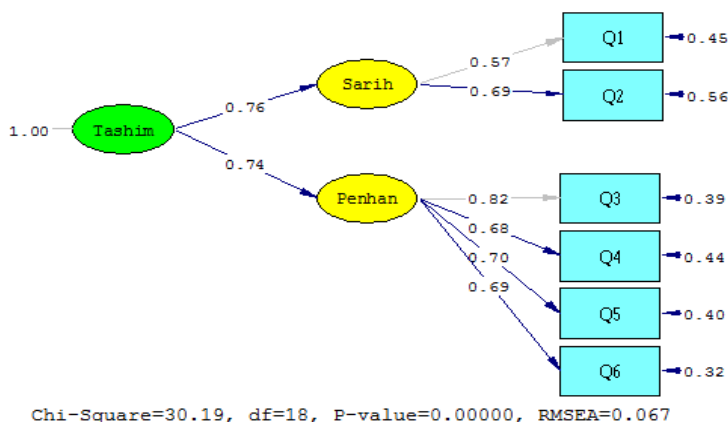 0.45
Q1
0.57
Sarih
0.76
0.69
Q2
0.56
1.00
Tashim
0.74
Penhan
0.82
Q3
0.39
0.68
Q4
0.44
0.70
Q5
0.40
0.69
Q6
0.32
Chi-Square=30.19, df=18, P-value=0.00000, RMSEA=0.067